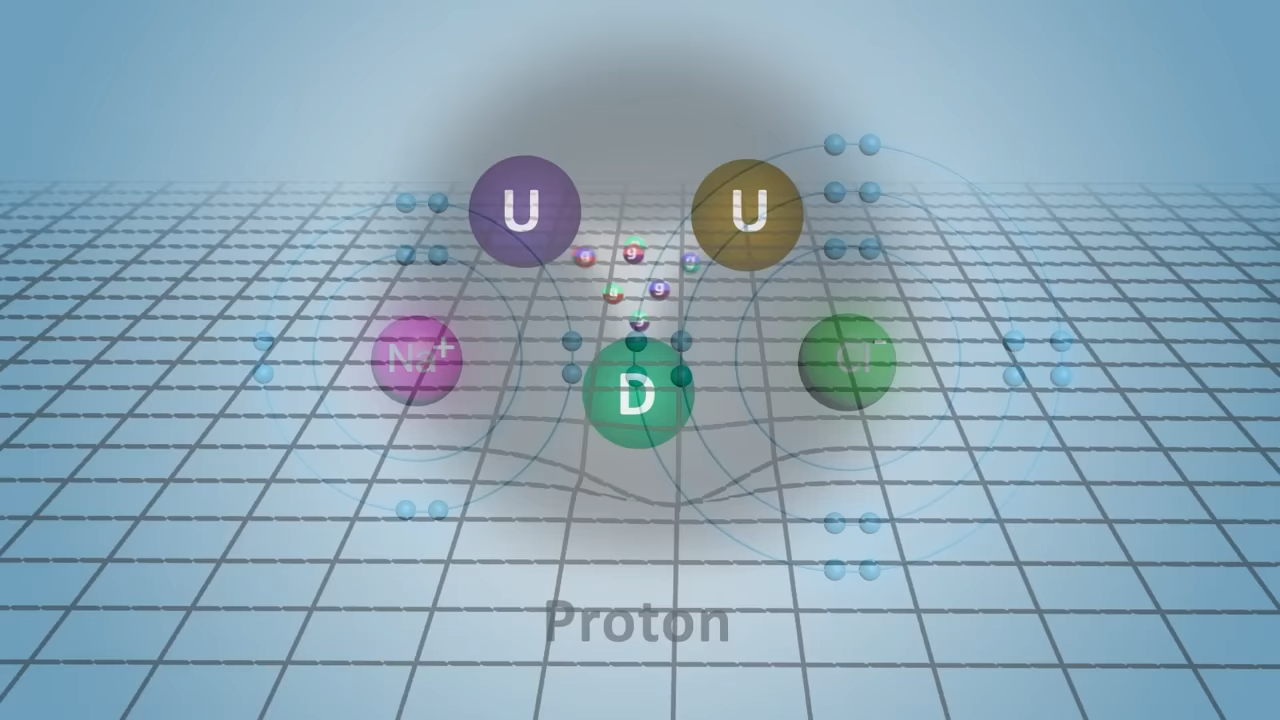 U U
g g g
g g
g
Na+ Cl-
D
Proton